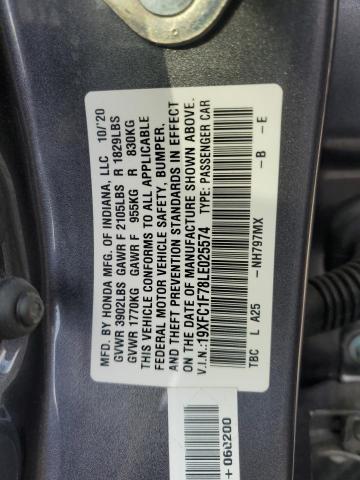 MFD. BY HONDA MFG. OF INDIANA, LLC 10/'20
GVWR 3902LBS GAWR F 2105LBS R 1829LBS
GVWR 1770KG GAWR F 955KG R 830KG
THIS VEHICLE CONFORMS TO ALL APPLICABLE
FEDERAL MOTOR VEHICLE SAFETY, BUMPER,
AND THEFT PREVENTION STANDARDS IN EFFECT
ON THE DATE OF MANUFACTURE SHOWN ABOVE.
V.I.N.: 19XFC1F78LE025574 TYPE: PASSENGER CAR
TBC L A25 -NH797MX -B -E
+ 060200